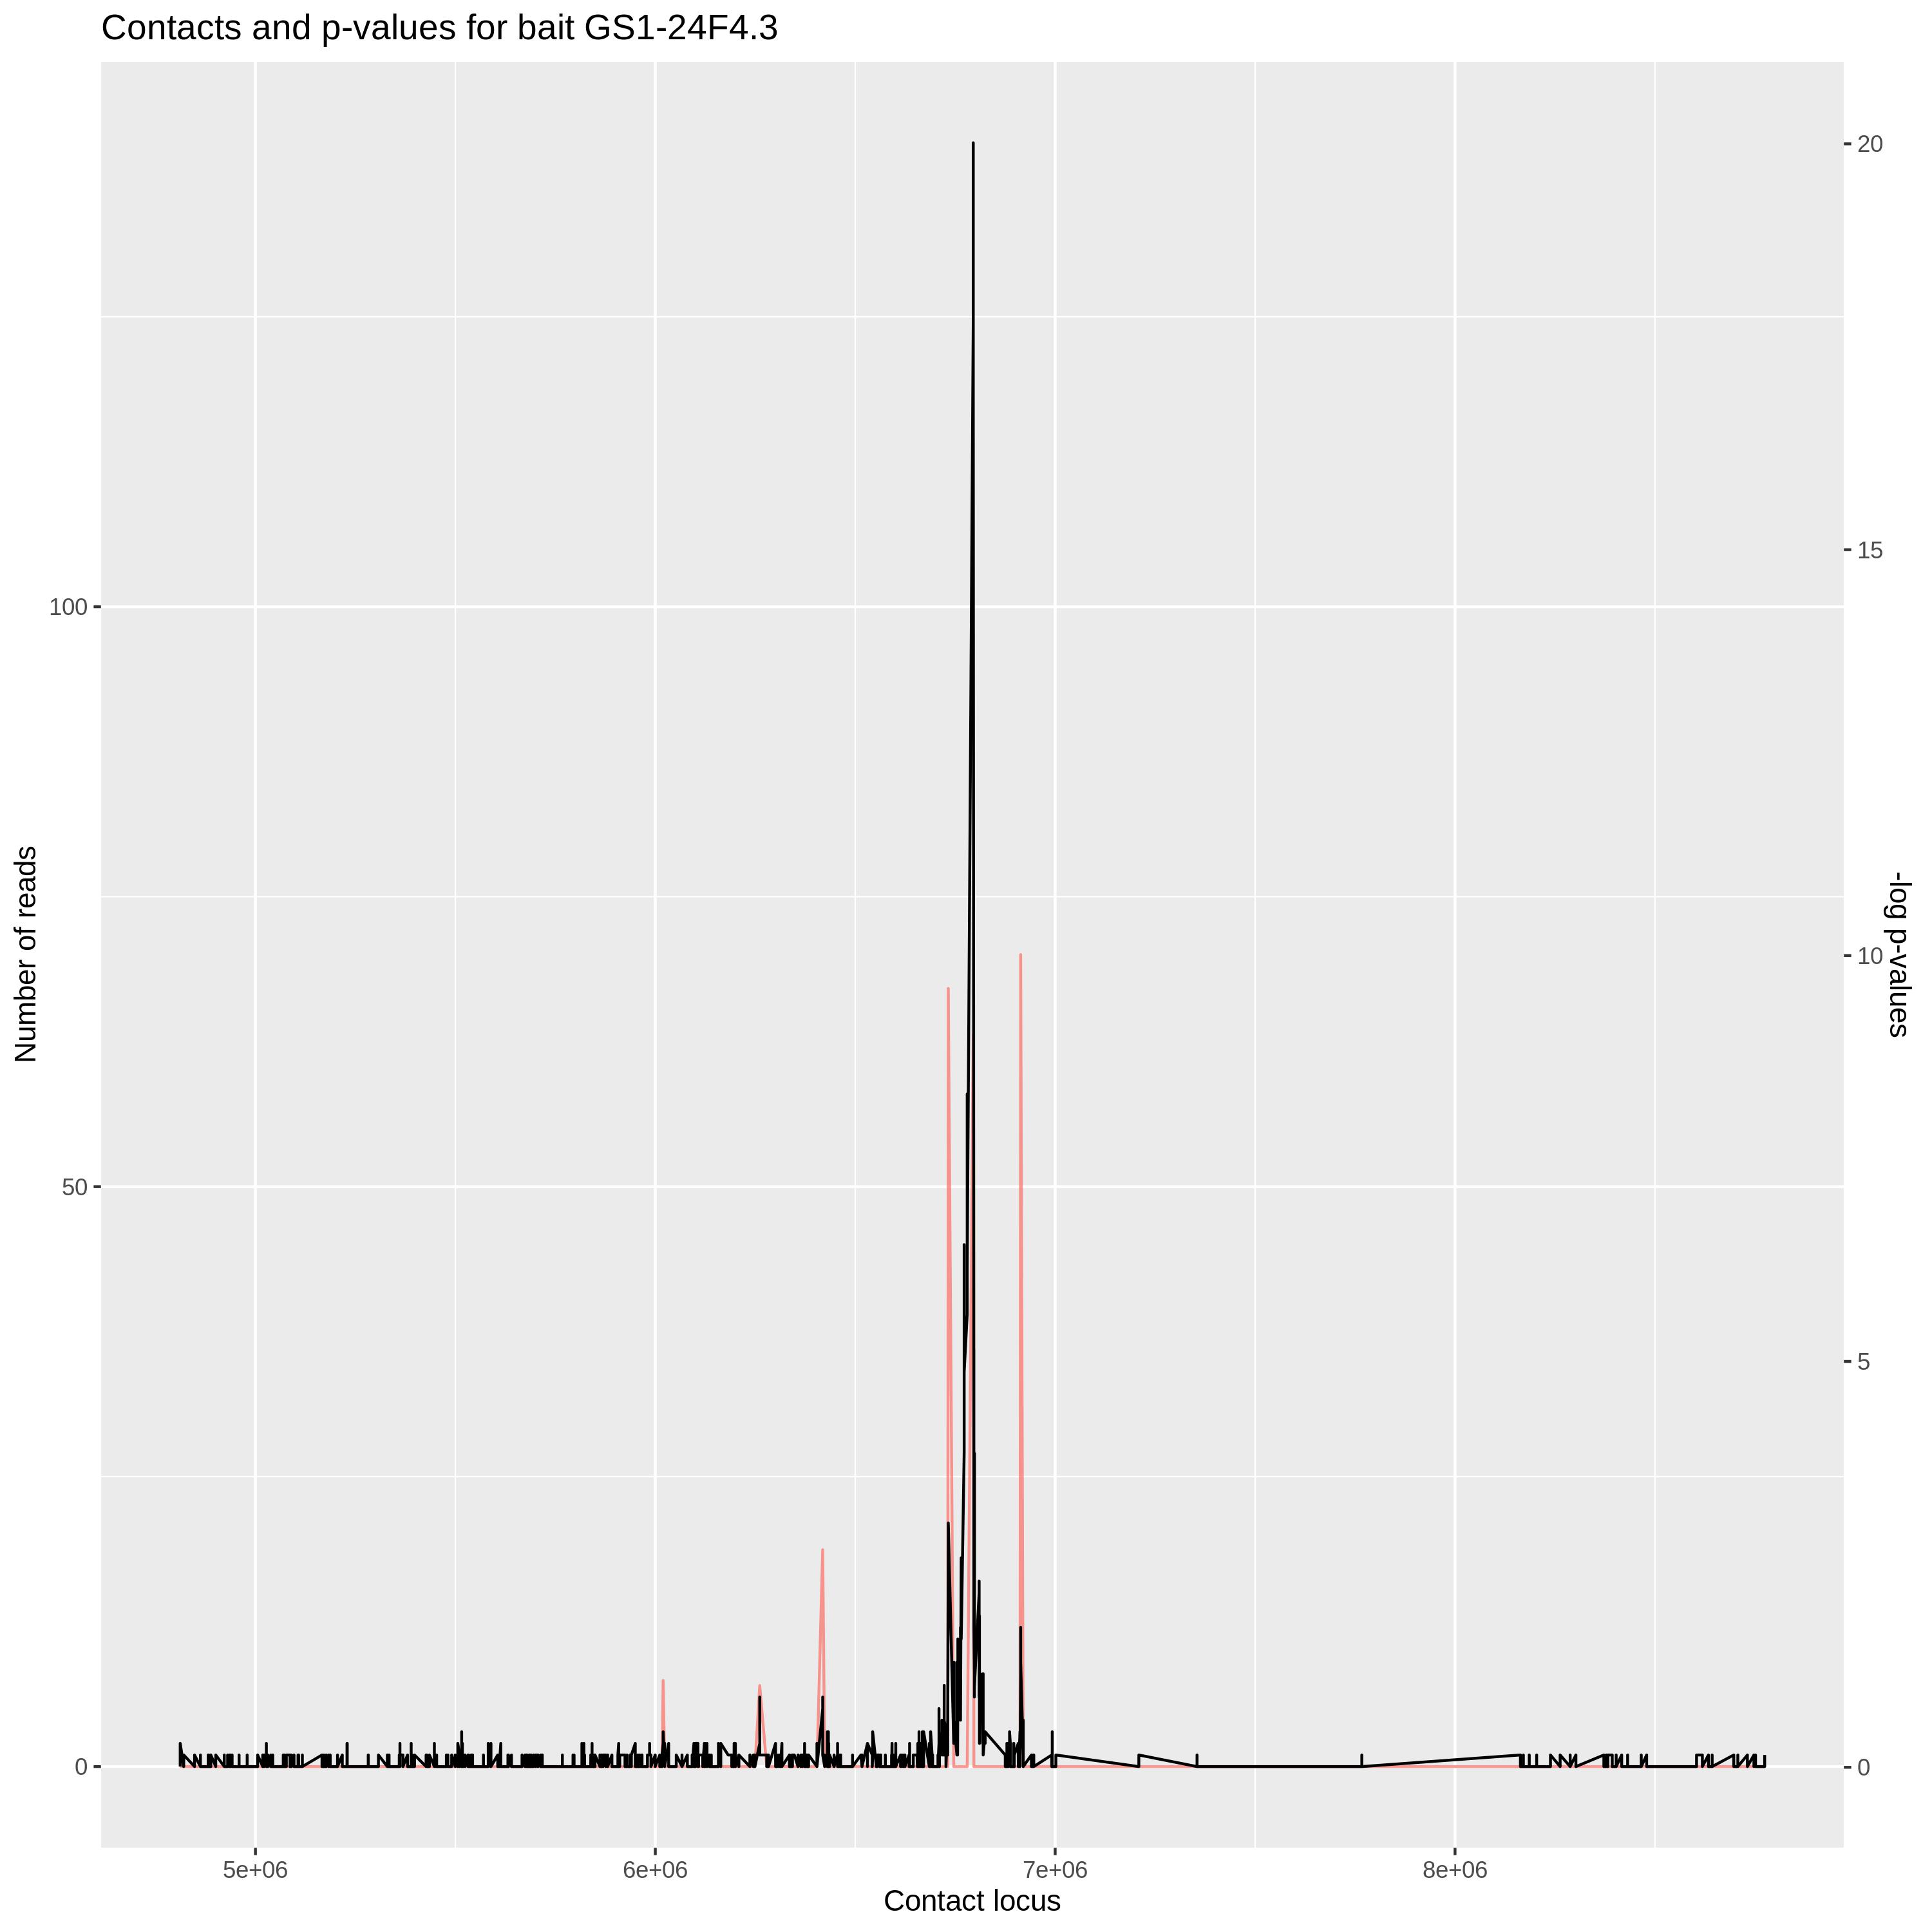 Contacts and p-values for bait GS1-24F4.3
Number of reads
100
50
0
20
15
10
5
0
-log p-values
5e+06
6e+06
7e+06
8e+06
Contact locus